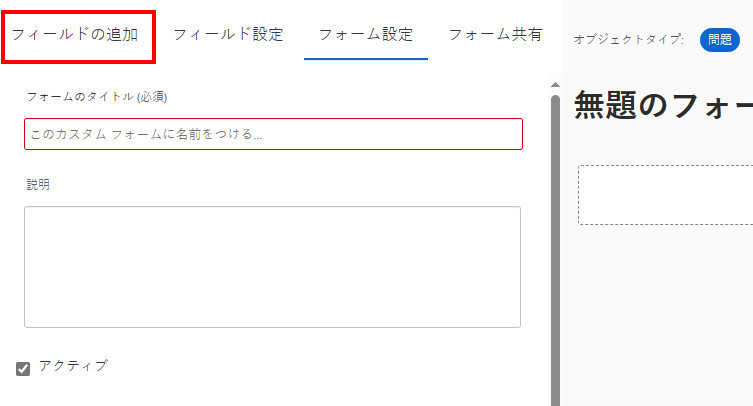 フィールドの追加
フィールド設定
フォーム設定
フォーム共有
フォームのタイトル (必須)
このカスタム フォームに名前をつける...
説明
アクティブ
オブジェクトタイプ:
問題
無題のフォー